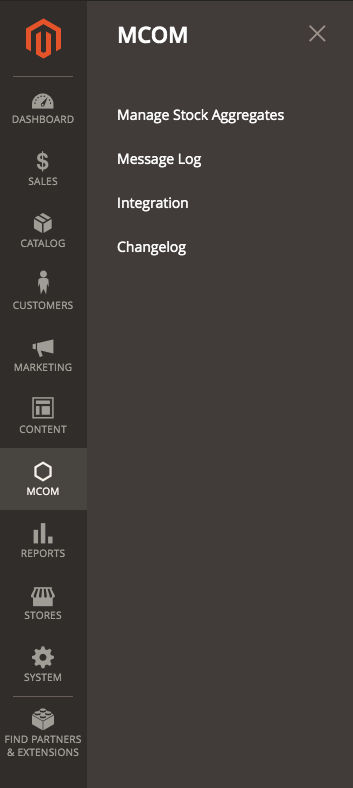 MCOM
Manage Stock Aggregates
Message Log
Integration
Changelog
DASHBOARD
$
SALES
CATALOG
CUSTOMERS
MARKETING
CONTENT
MCOM
REPORTS
STORES
SYSTEM
FIND PARTNERS
& EXTENSIONS